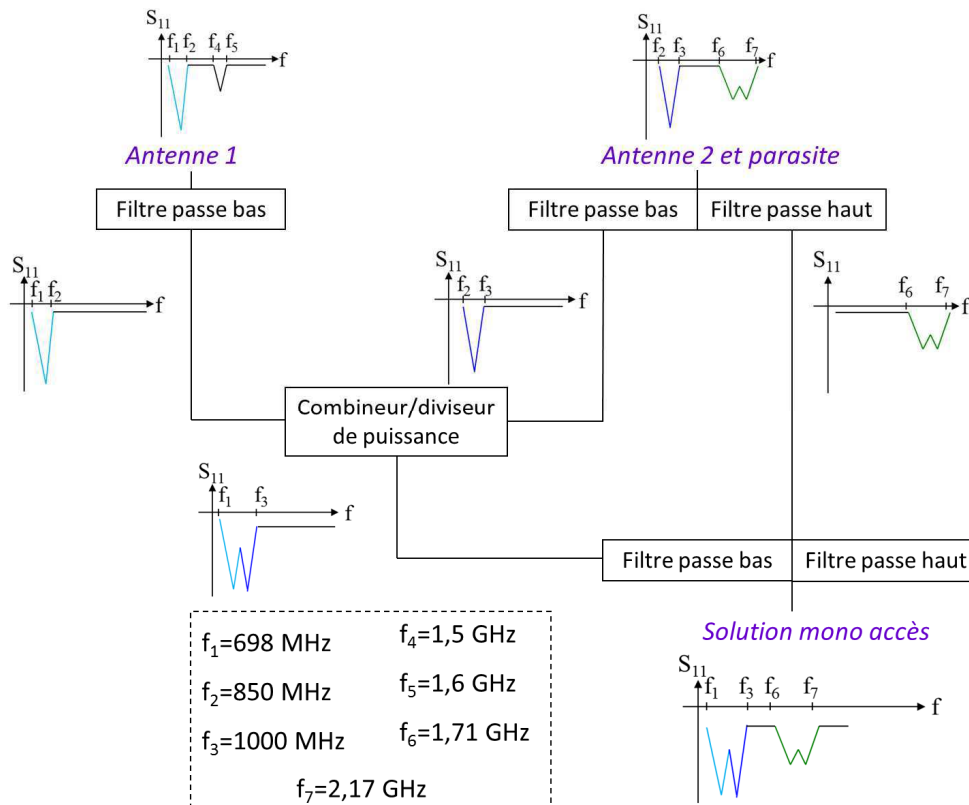 S11
f1 f2 f4 f5
f
Antenne 1
S11
f2 f3 f6 f7
f
Antenne 2 et parasite
Filtre passe bas
Filtre passe bas
Filtre passe haut
S11
f1 f2
f
S11
f2 f3
f
f6 f7
f
Combineur/diviseur
de puissance
S11
f1 f3
f
Filtre passe bas
Filtre passe haut
Solution mono accès
f1=698 MHz
f2=850 MHz
f3=1000 MHz
f4=1,5 GHz
f5=1,6 GHz
f6=1,71 GHz
f7=2,17 GHz
S11
f1 f3 f6 f7
f